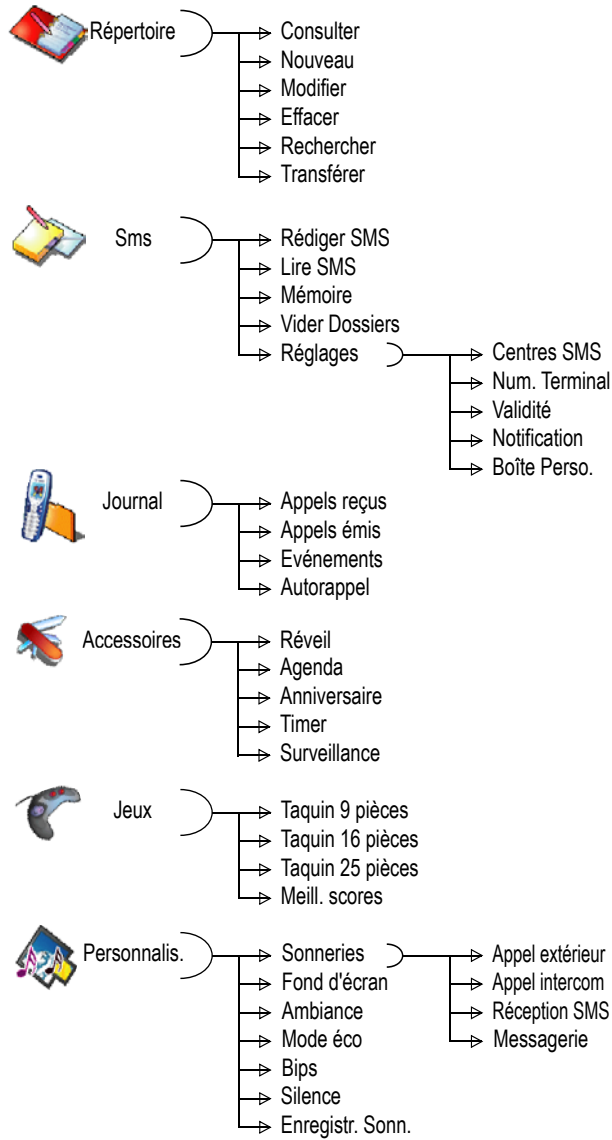 Répertoire
Consulter
Nouveau
Modifier
Effacer
Rechercher
Transférer
Sms
Rédiger SMS
Lire SMS
Mémoire
Vider Dossiers
Réglages
Centres SMS
Num. Terminal
Validité
Notification
Boîte Perso.
Journal
Appels reçus
Appels émis
Evénements
Autorappel
Accessoires
Réveil
Agenda
Anniversaire
Timer
Surveillance
Jeux
Taquin 9 pièces
Taquin 16 pièces
Taquin 25 pièces
Meill. scores
Personnalis.
Sonneries
Appel extérieur
Appel intercom
Réception SMS
Messagerie
Fond d'écran
Ambiance
Mode éco
Bips
Silence
Enregistr. Sonn.